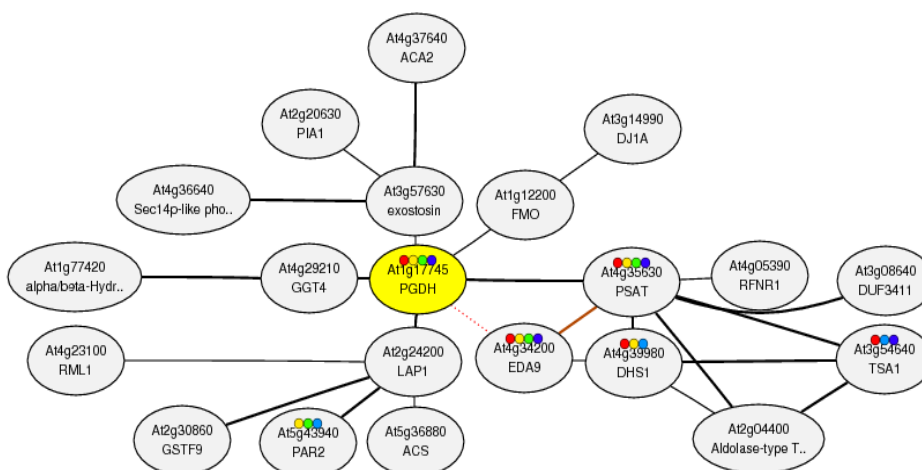 At4g37640
ACA2
At2g20630
PIA1
At3g14990
DJ1A
At4g36640
Sec14p-like pho..
At3g57630
exostosin
At1g12200
FMO
At1g77420
alpha/beta-Hydr..
At4g29210
GGT4
At1g17745
PGDH
At4g35630
PSAT
At4g05390
RFNR1
At3g08640
DUF3411
At4g23100
RML1
At2g24200
LAP1
At4g34200
EDA9
At4g39980
DHS1
At3g54640
TSA1
At2g30860
GSTF9
At5g43940
PAR2
At5g36880
ACS
At2g04400
Aldolase-type T..